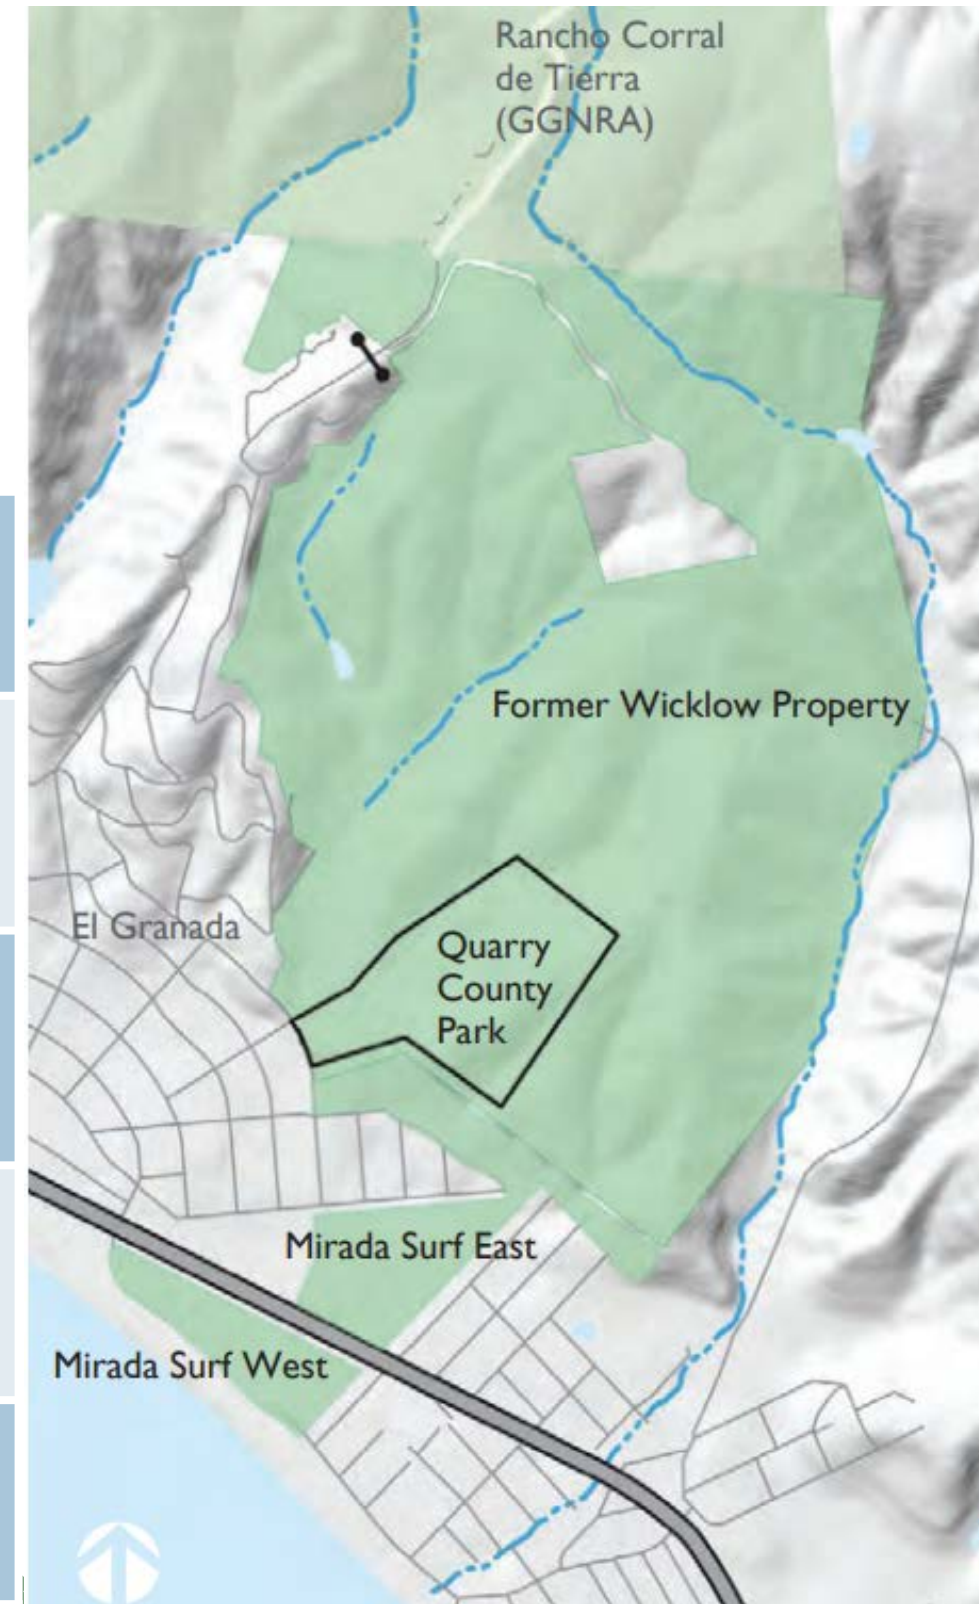 Rancho Corral
de Tierra
(GGNRA)
Former Wicklow Property
El Granada
Quarry
County
Park
Mirada Surf East
Mirada Surf West